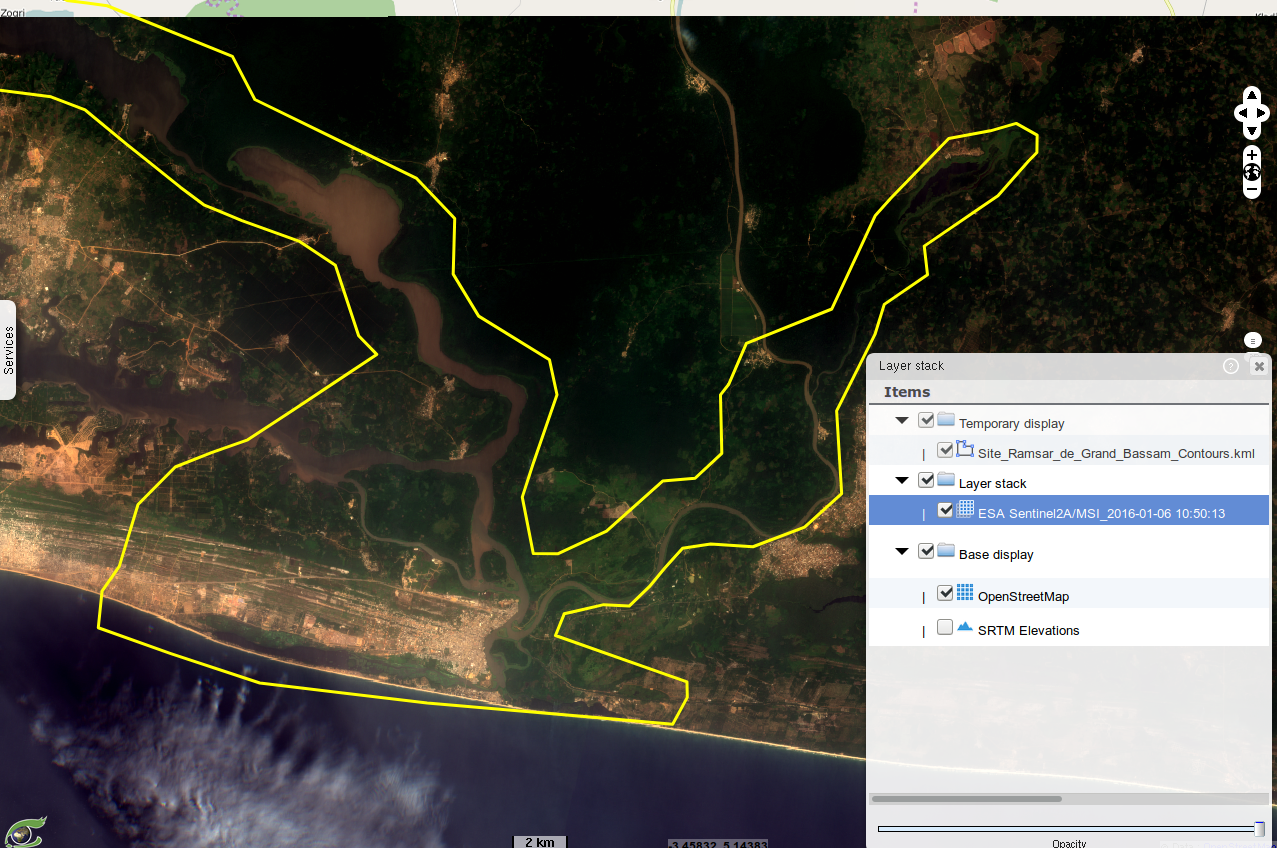 Zogri
Services
Layer stack
?
Items
Temporary display
Site_Ramsar_de_Grand_Bassam_Contours.kml
Layer stack
ESA Sentinel2A/MSI_2016-01-06 10:50:13
Base display
OpenStreetMap
SRTM Elevations
Opacity
2 km
-3.45832, 5.14383